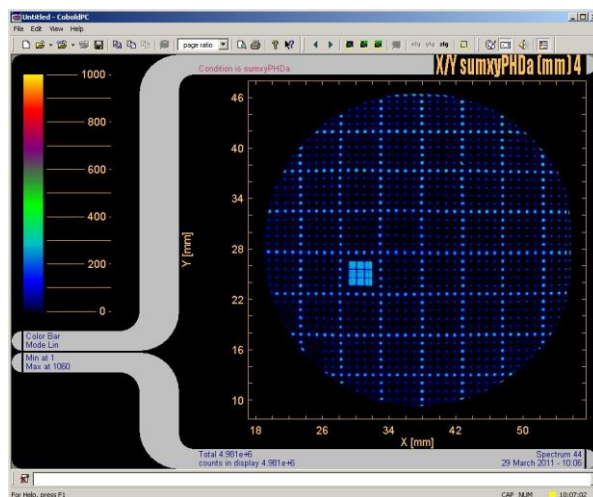 Untitled - CoboldPC
File Edit View Help
page ratio
Condition is sumxyPHDa
X/Y sumxyPHDa (mm) 4
1000
800
600
400
200
0
Color Bar
Mode Lin
Min at 1
Max at 1060
Y [mm]
46
40
34
28
22
16
10
18 26 34 42 50
X [mm]
Total 4.981e+6
counts in display 4.981e+6
Spectrum 44
29 March 2011 - 10:06
For Help, press F1
CAP NUM
10:07:02